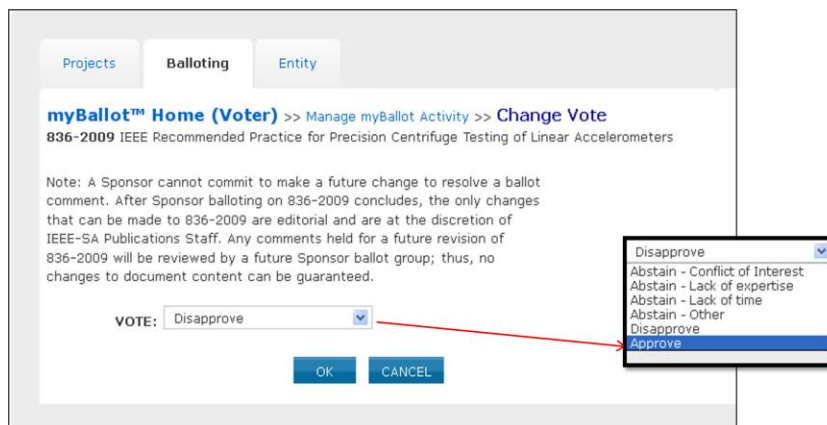 Projects Balloting Entity
myBallot™ Home (Voter) >> Manage myBallot Activity >> Change Vote
836-2009 IEEE Recommended Practice for Precision Centrifuge Testing of Linear Accelerometers
Note: A Sponsor cannot commit to make a future change to resolve a ballot
comment. After Sponsor balloting on 836-2009 concludes, the only changes
that can be made to 836-2009 are editorial and are at the discretion of
IEEE-SA Publications Staff. Any comments held for a future revision of
836-2009 will be reviewed by a future Sponsor ballot group; thus, no
changes to document content can be guaranteed.
VOTE: Disapprove
OK CANCEL
Disapprove
Abstain - Conflict of Interest
Abstain - Lack of expertise
Abstain - Lack of time
Abstain - Other
Disapprove
Approve